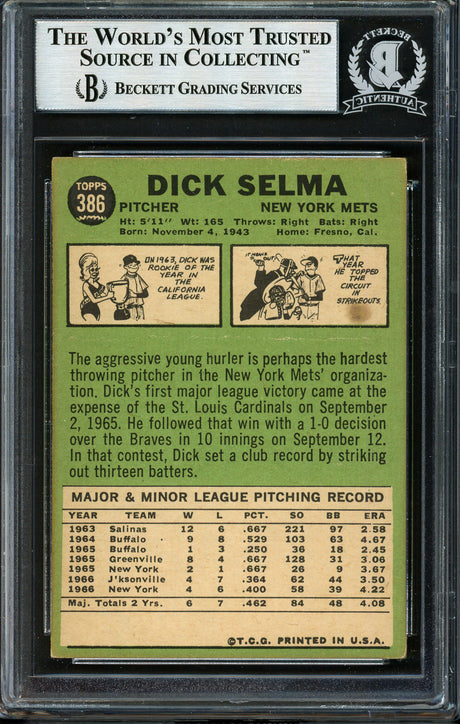 THE WORLD'S MOST TRUSTED
SOURCE IN COLLECTING™
B BECKETT GRADING SERVICES
BECKETT
B
AUTHENTIC
TOPPS
386
DICK SELMA
PITCHER NEW YORK METS
Ht: 5'11" Wt: 165 Throws: Right Bats: Right
Born: November 4, 1943 Home: Fresno, Cal.
IN 1963, DICK WAS
ROOKIE OF THE
YEAR IN THE
CALIFORNIA
LEAGUE.
THAT
YEAR
HE TOPPED
THE
CIRCUIT
IN
STRIKEOUTS.
The aggressive young hurler is perhaps the hardest
throwing pitcher in the New York Mets' organiza-
tion. Dick's first major league victory came at the
expense of the St. Louis Cardinals on September
2, 1965. He followed that win with a 1-0 decision
over the Braves in 10 innings on September 12.
In that contest, Dick set a club record by striking
out thirteen batters.
MAJOR & MINOR LEAGUE PITCHING RECORD
YEAR TEAM W L PCT. SO BB ERA
1963 Salinas 12 6 .667 221 97 2.58
1964 Buffalo 9 8 .529 103 63 4.67
1965 Buffalo 1 3 .250 36 18 2.45
1965 Greenville 8 4 .667 128 31 3.06
1965 New York 2 1 .667 26 9 3.67
1966 J'ksonville 4 7 .364 62 44 3.50
1966 New York 4 6 .400 58 39 4.22
Maj. Totals 2 Yrs. 6 7 .462 84 48 4.08
©T.C.G. PRINTED IN U.S.A.